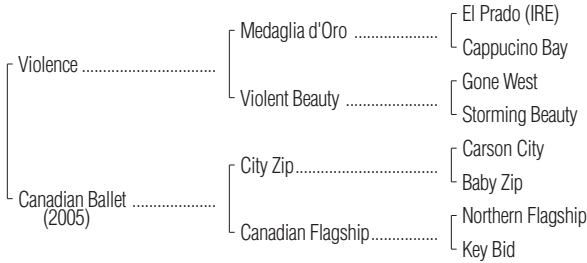 El Prado (IRE)
Medaglia d'Oro ....................
Cappucino Bay
Violence ................................
Gone West
Violent Beauty ......................
Storming Beauty
Carson City
City Zip...................................
Baby Zip
Canadian Ballet ....................
(2005)
Northern Flagship
Canadian Flagship................
Key Bid